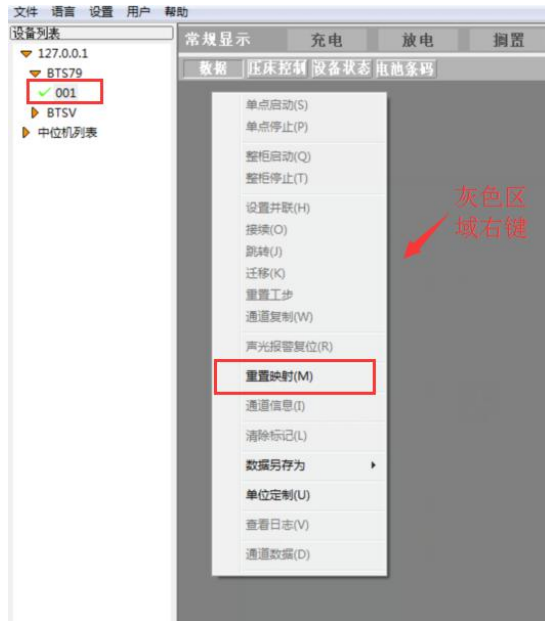 文件 语言 设置 用户 帮助
设备列表
127.0.0.1
BTS79
001
BTSV
中位机列表
常规显示 充电 放电 搁置
数据 压床控制 设备状态 电池条码
单点启动(S)
单点停止(P)
整柜启动(Q)
整柜停止(T)
设置并联(H)
接续(O)
跳转(J)
迁移(K)
重置工步
通道复制(W)
声光报警复位(R)
重置映射(M)
通道信息(I)
清除标记(L)
数据另存为
单位定制(U)
查看日志(V)
通道数据(D)
灰色区
域右键